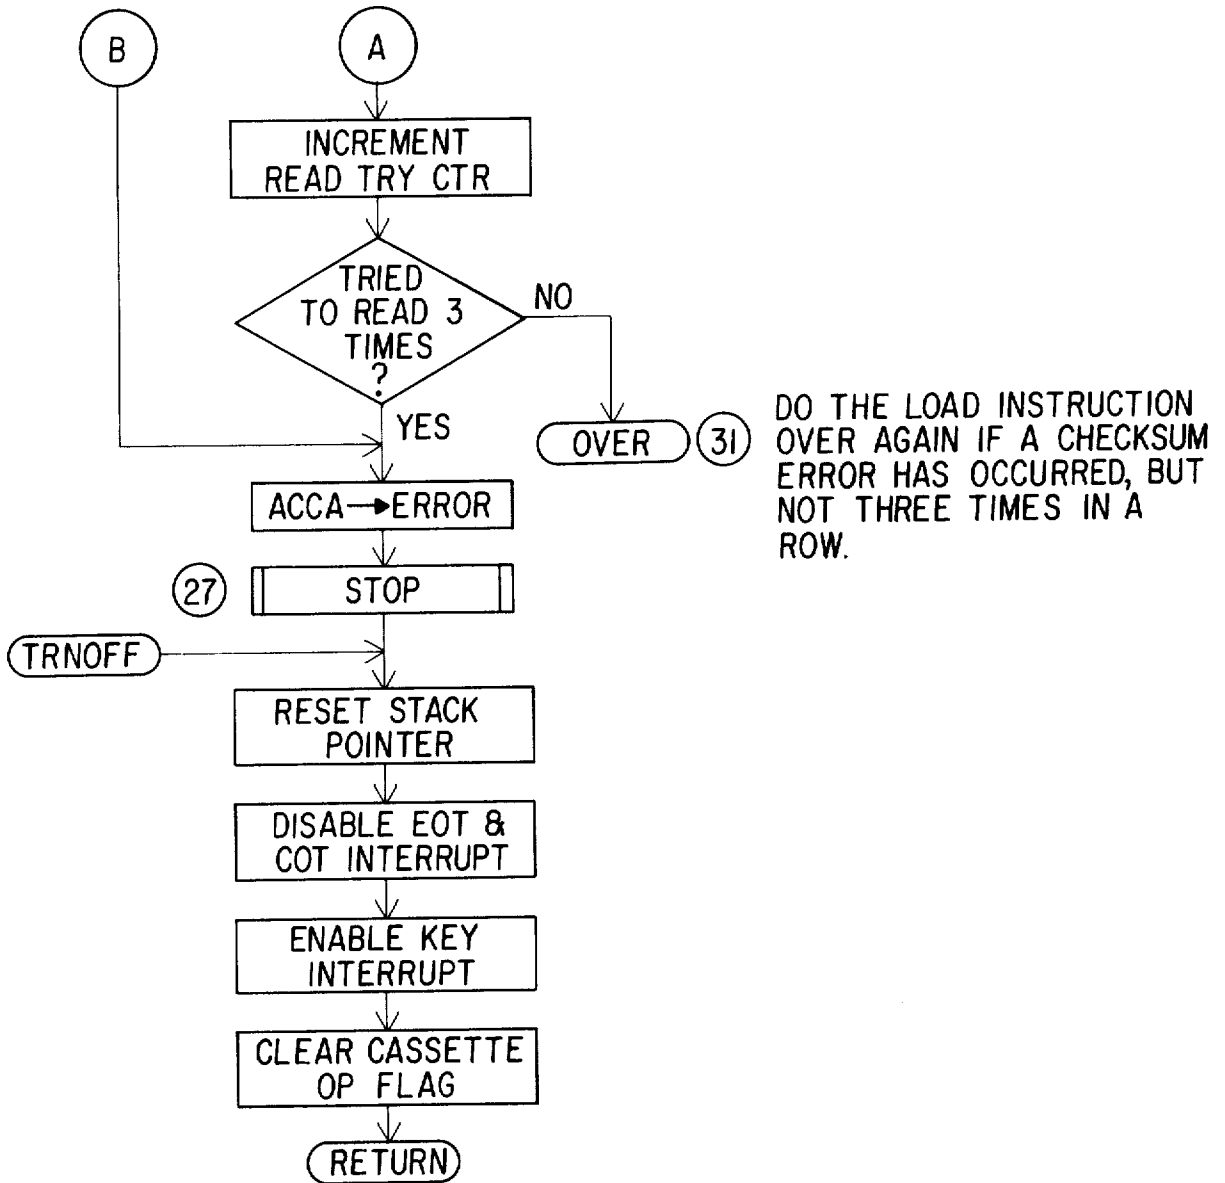 B
A
INCREMENT
READ TRY CTR
TRIED
TO READ 3
TIMES
?
NO
YES
OVER
31
DO THE LOAD INSTRUCTION
OVER AGAIN IF A CHECKSUM
ERROR HAS OCCURRED, BUT
NOT THREE TIMES IN A
ROW.
ACCA→ERROR
27
STOP
TRNOFF
RESET STACK
POINTER
DISABLE EOT &
COT INTERRUPT
ENABLE KEY
INTERRUPT
CLEAR CASSETTE
OP FLAG
RETURN